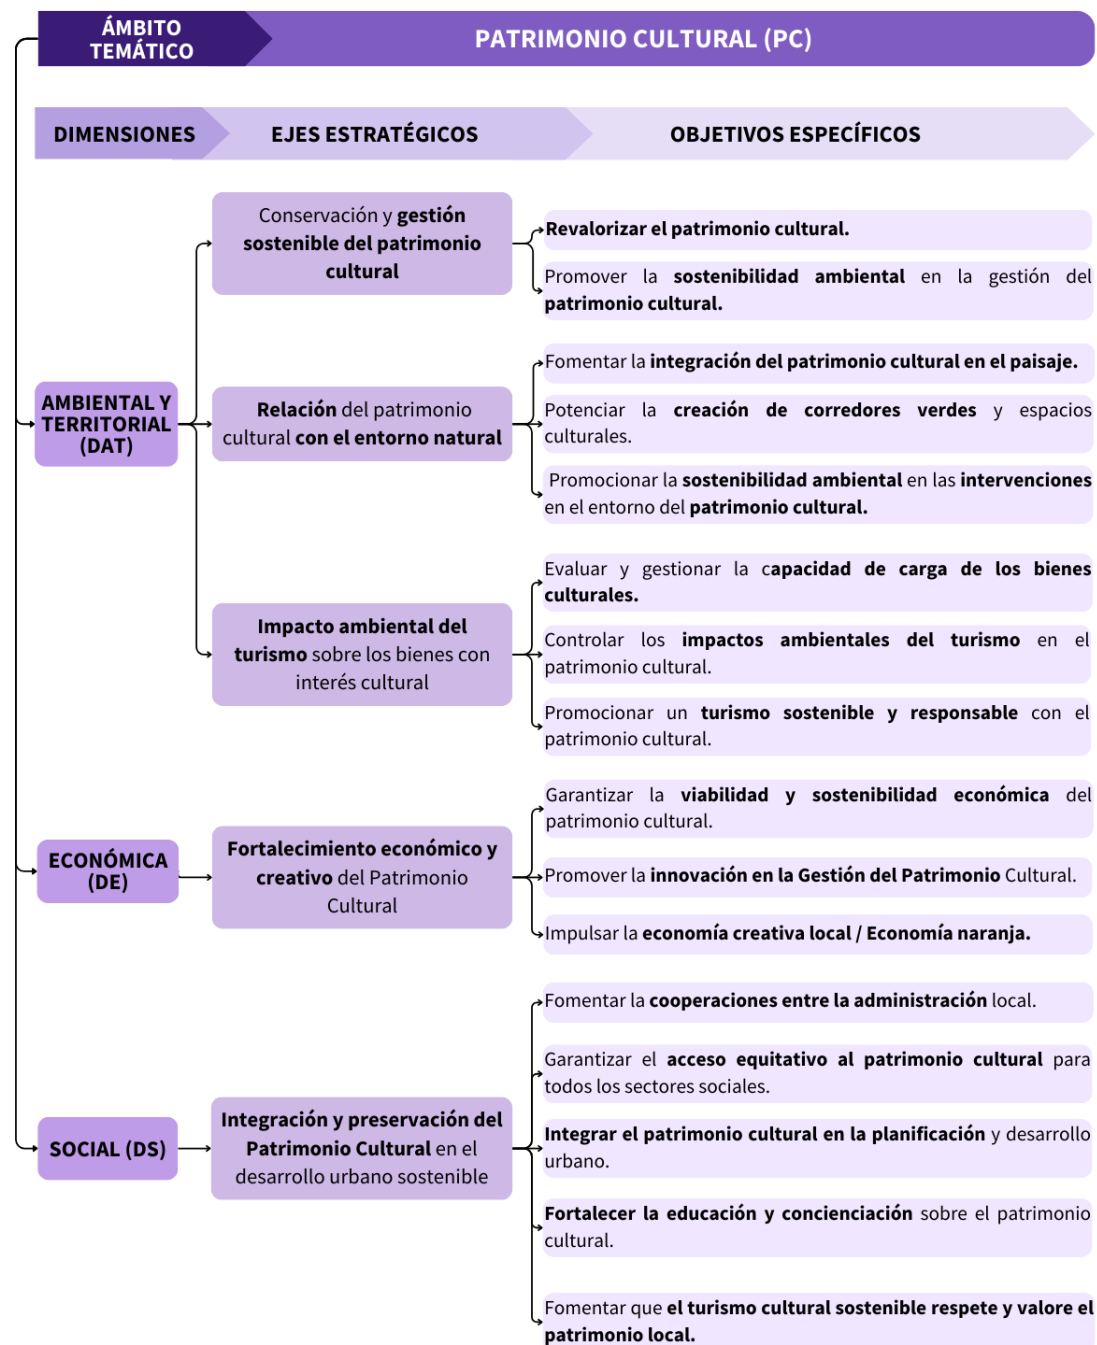 ÁMBITO
TEMÁTICO
PATRIMONIO CULTURAL (PC)
DIMENSIONES
EJES ESTRATÉGICOS
OBJETIVOS ESPECÍFICOS
AMBIENTAL Y
TERRITORIAL
(DAT)
Conservación y gestión
sostenible del patrimonio
cultural
Revalorizar el patrimonio cultural.
Promover la sostenibilidad ambiental en la gestión del
patrimonio cultural.
Relación del patrimonio
cultural con el entorno natural
Fomentar la integración del patrimonio cultural en el paisaje.
Potenciar la creación de corredores verdes y espacios
culturales.
Promocionar la sostenibilidad ambiental en las intervenciones
en el entorno del patrimonio cultural.
Impacto ambiental del
turismo sobre los bienes con
interés cultural
Evaluar y gestionar la capacidad de carga de los bienes
culturales.
Controlar los impactos ambientales del turismo en el
patrimonio cultural.
Promocionar un turismo sostenible y responsable con el
patrimonio cultural.
ECONÓMICA
(DE)
Fortalecimiento económico y
creativo del Patrimonio
Cultural
Garantizar la viabilidad y sostenibilidad económica del
patrimonio cultural.
Promover la innovación en la Gestión del Patrimonio Cultural.
Impulsar la economía creativa local / Economía naranja.
SOCIAL (DS)
Integración y preservación del
Patrimonio Cultural en el
desarrollo urbano sostenible
Fomentar la cooperaciones entre la administración local.
Garantizar el acceso equitativo al patrimonio cultural para
todos los sectores sociales.
Integrar el patrimonio cultural en la planificación y desarrollo
urbano.
Fortalecer la educación y concienciación sobre el patrimonio
cultural.
Fomentar que el turismo cultural sostenible respete y valore el
patrimonio local.